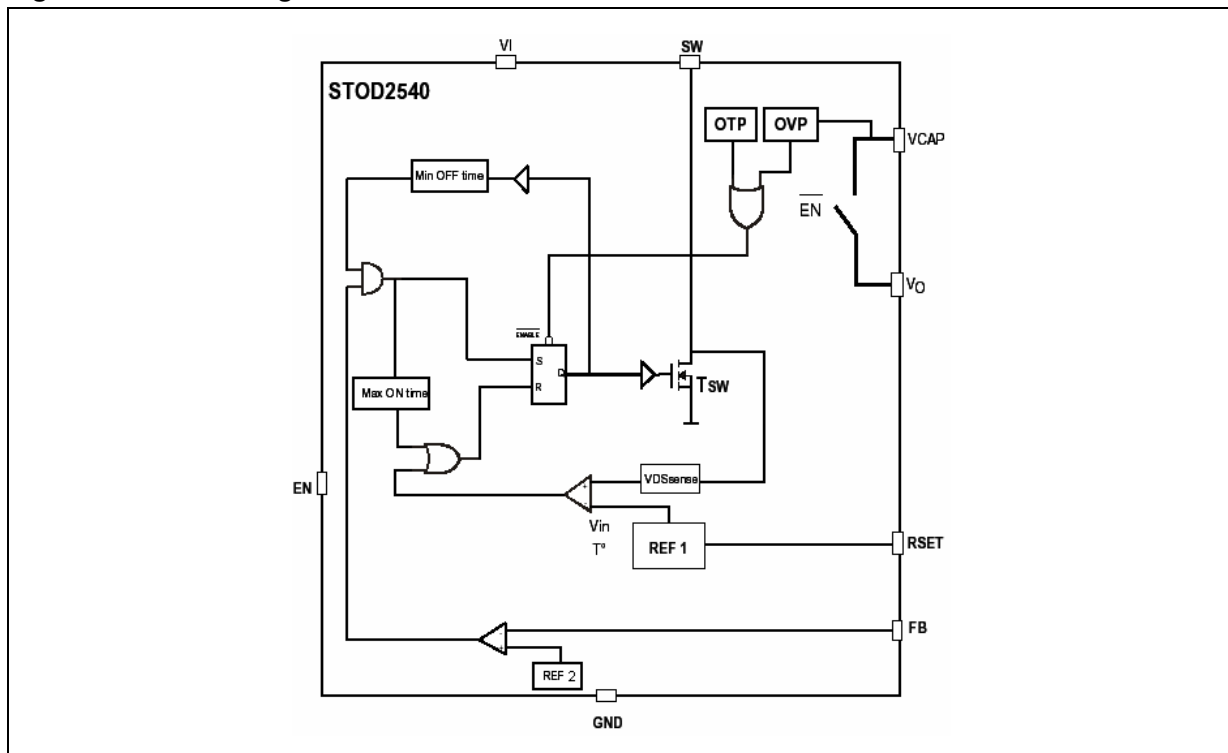 VI
SW
STOD2540
OTP
OVP
VCAP
Min OFF time
EN
VO
ENABLE
S
R
Max ON time
TSW
EN
VDSsense
Vin
T°
REF 1
RSET
FB
REF 2
GND